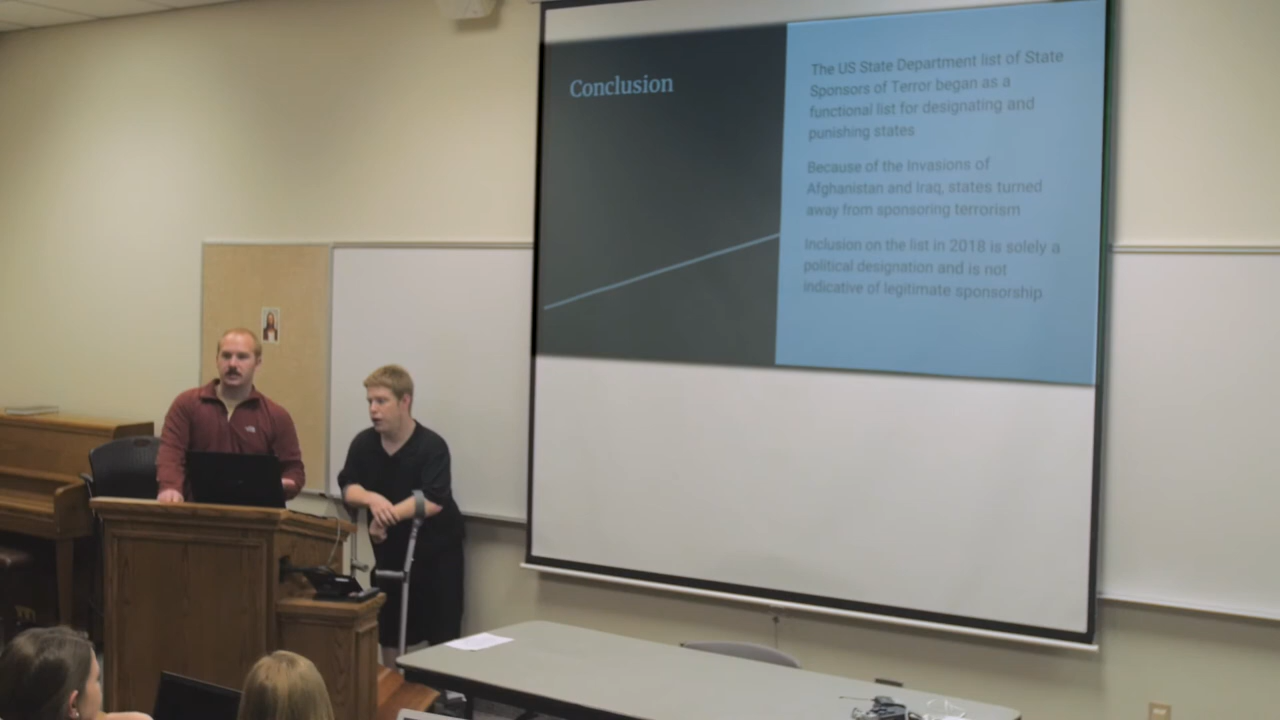 Conclusion
The US State Department list of State
Sponsors of Terror began as a
functional list for designating and
punishing states
Because of the Invasions of
Afghanistan and Iraq, states turned
away from sponsoring terrorism
Inclusion on the list in 2018 is solely a
political designation and is not
indicative of legitimate sponsorship